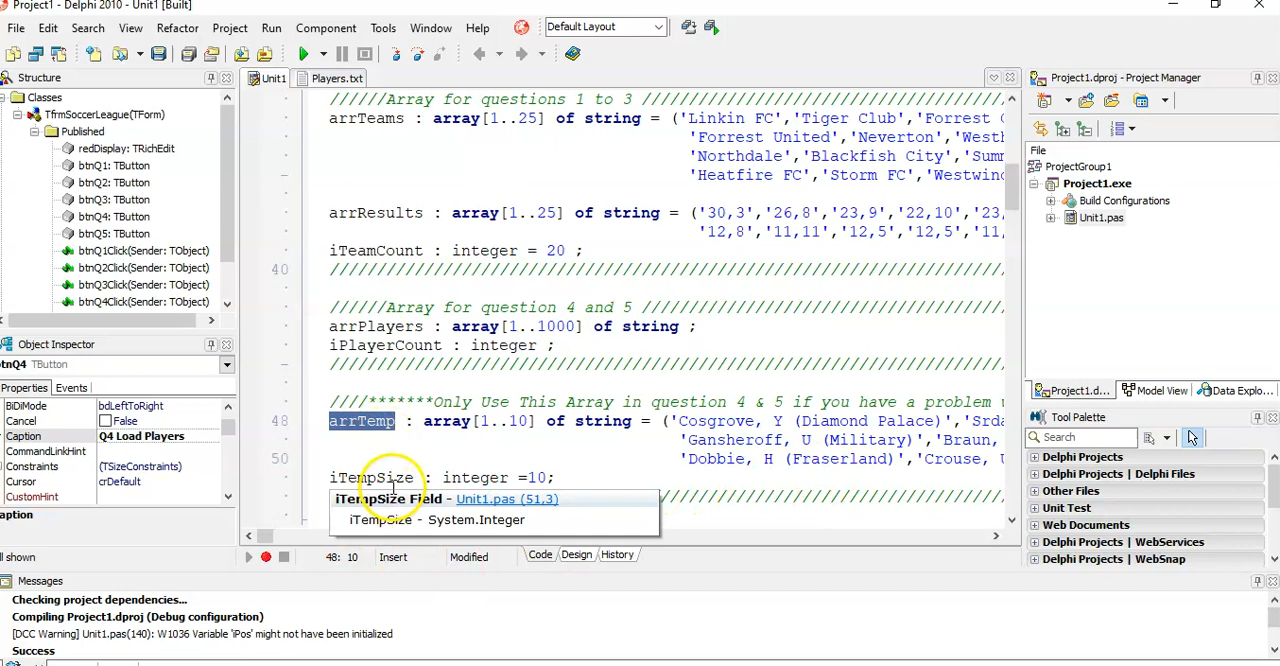 Project1 - Delphi 2010 - Unit1 [Built]
File Edit Search View Refactor Project Run Component Tools Window Help Default Layout
Structure
Classes
TfrmSoccerLeague(TForm)
Published
redDisplay: TRichEdit
btnQ1: TButton
btnQ2: TButton
btnQ3: TButton
btnQ4: TButton
btnQ5: TButton
btnQ1Click(Sender: TObject)
btnQ2Click(Sender: TObject)
btnQ3Click(Sender: TObject)
btnQ4Click(Sender: TObject)
Object Inspector
btnQ4 TButton
Properties Events
BiDiMode bdLeftToRight
Cancel False
Caption Q4 Load Players
CommandLinkHint
Constraints (TSizeConstraints)
Cursor crDefault
CustomHint
Caption
All shown
Unit1 Players.txt
//////Array for questions 1 to 3 ///////////////////////////////////////
arrTeams : array[1..25] of string = ('Linkin FC','Tiger Club','Forrest C
'Forrest United','Neverton','Westh
'Northdale','Blackfish City','Summ
'Heatfire FC','Storm FC','Westwind
arrResults : array[1..25] of string = ('30,3','26,8','23,9','22,10','23,
'12,8','11,11','12,5','12,5','11,
iTeamCount : integer = 20 ;
40 ////////////////////////////////////////////////////////////////////////
//////Array for question 4 and 5 ///////////////////////////////////////
arrPlayers : array[1..1000] of string ;
iPlayerCount : integer ;
////////////////////////////////////////////////////////////////////////
////*******Only Use This Array in question 4 & 5 if you have a problem w
48 arrTemp : array[1..10] of string = ('Cosgrove, Y (Diamond Palace)','Srda
'Gansheroff, U (Military)','Braun,
50 'Dobbie, H (Fraserland)','Crouse, U
iTempSize : integer =10;
iTempSize Field - Unit1.pas (51,3)
iTempSize - System.Integer
48: 10 Insert Modified Code Design History
Project1.dproj - Project Manager
File
ProjectGroup1
Project1.exe
Build Configurations
Unit1.pas
Project1.d... Model View Data Explo...
Tool Palette
Search
Delphi Projects
Delphi Projects | Delphi Files
Other Files
Unit Test
Web Documents
Delphi Projects | WebServices
Delphi Projects | WebSnap
Messages
Checking project dependencies...
Compiling Project1.dproj (Debug configuration)
[DCC Warning] Unit1.pas(140): W1036 Variable 'iPos' might not have been initialized
Success